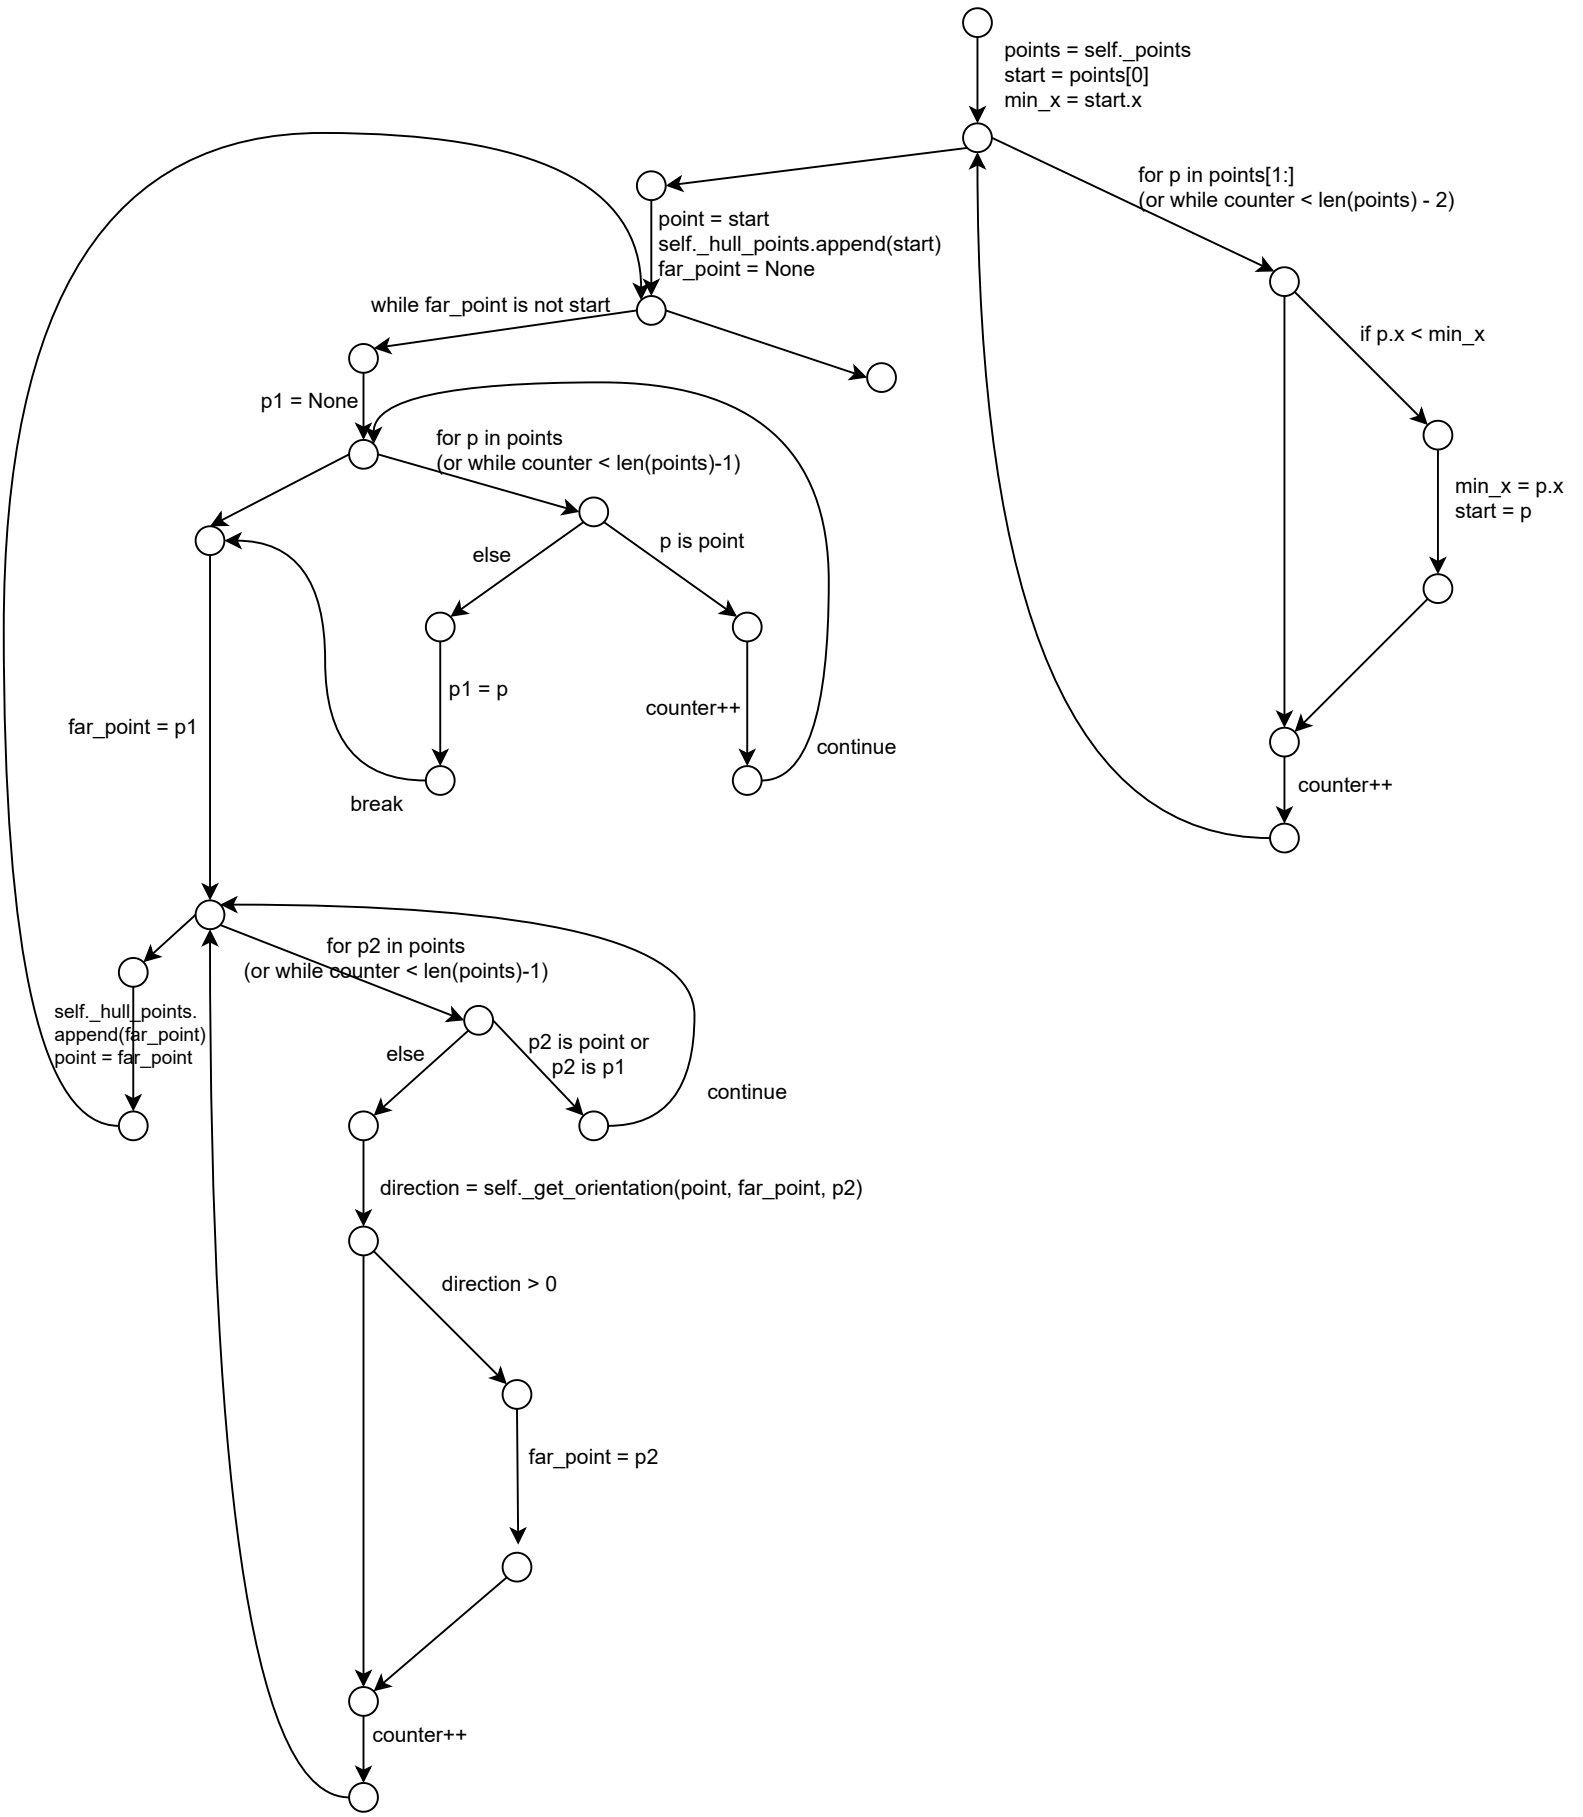 points = self._points
start = points[0]
min_x = start.x
for p in points[1:]
(or while counter < len(points) - 2)
point = start
self._hull_points.append(start)
far_point = None
while far_point is not start
if p.x < min_x
p1 = None
for p in points
(or while counter < len(points)-1)
min_x = p.x
start = p
else
p is point
p1 = p
counter++
far_point = p1
continue
counter++
break
for p2 in points
(or while counter < len(points)-1)
self._hull_points.
append(far_point)
point = far_point
else
p2 is point or
p2 is p1
continue
direction = self._get_orientation(point, far_point, p2)
direction > 0
far_point = p2
counter++